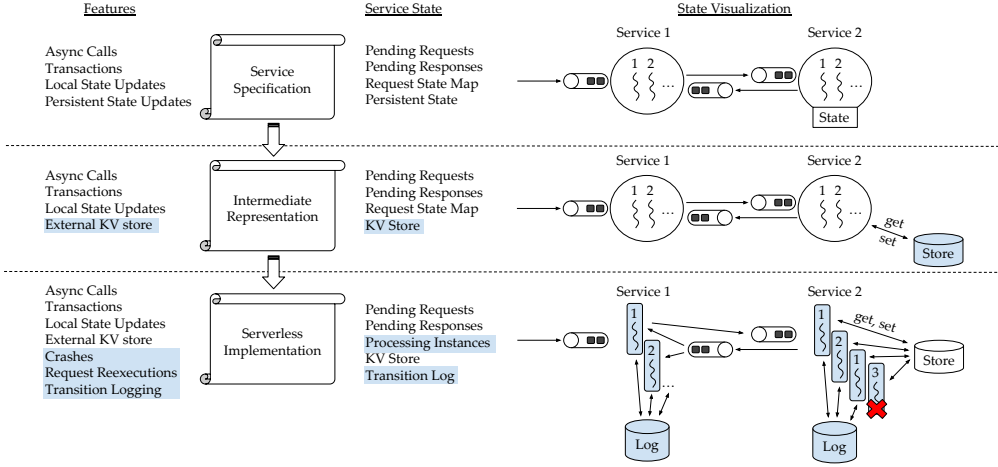 Features
Service State
State Visualization
Async Calls
Transactions
Local State Updates
Persistent State Updates
Service
Specification
Pending Requests
Pending Responses
Request State Map
Persistent State
Service 1
1 2
...
Service 2
1 2
...
State
Async Calls
Transactions
Local State Updates
External KV store
Intermediate
Representation
Pending Requests
Pending Responses
Request State Map
KV Store
Service 1
1 2
...
Service 2
1 2
...
get
set
Store
Async Calls
Transactions
Local State Updates
External KV store
Crashes
Request Reexecutions
Transition Logging
Serverless
Implementation
Pending Requests
Pending Responses
Processing Instances
KV Store
Transition Log
Service 1
1
2
...
Log
Service 2
1
2
1
3
get, set
Store
Log